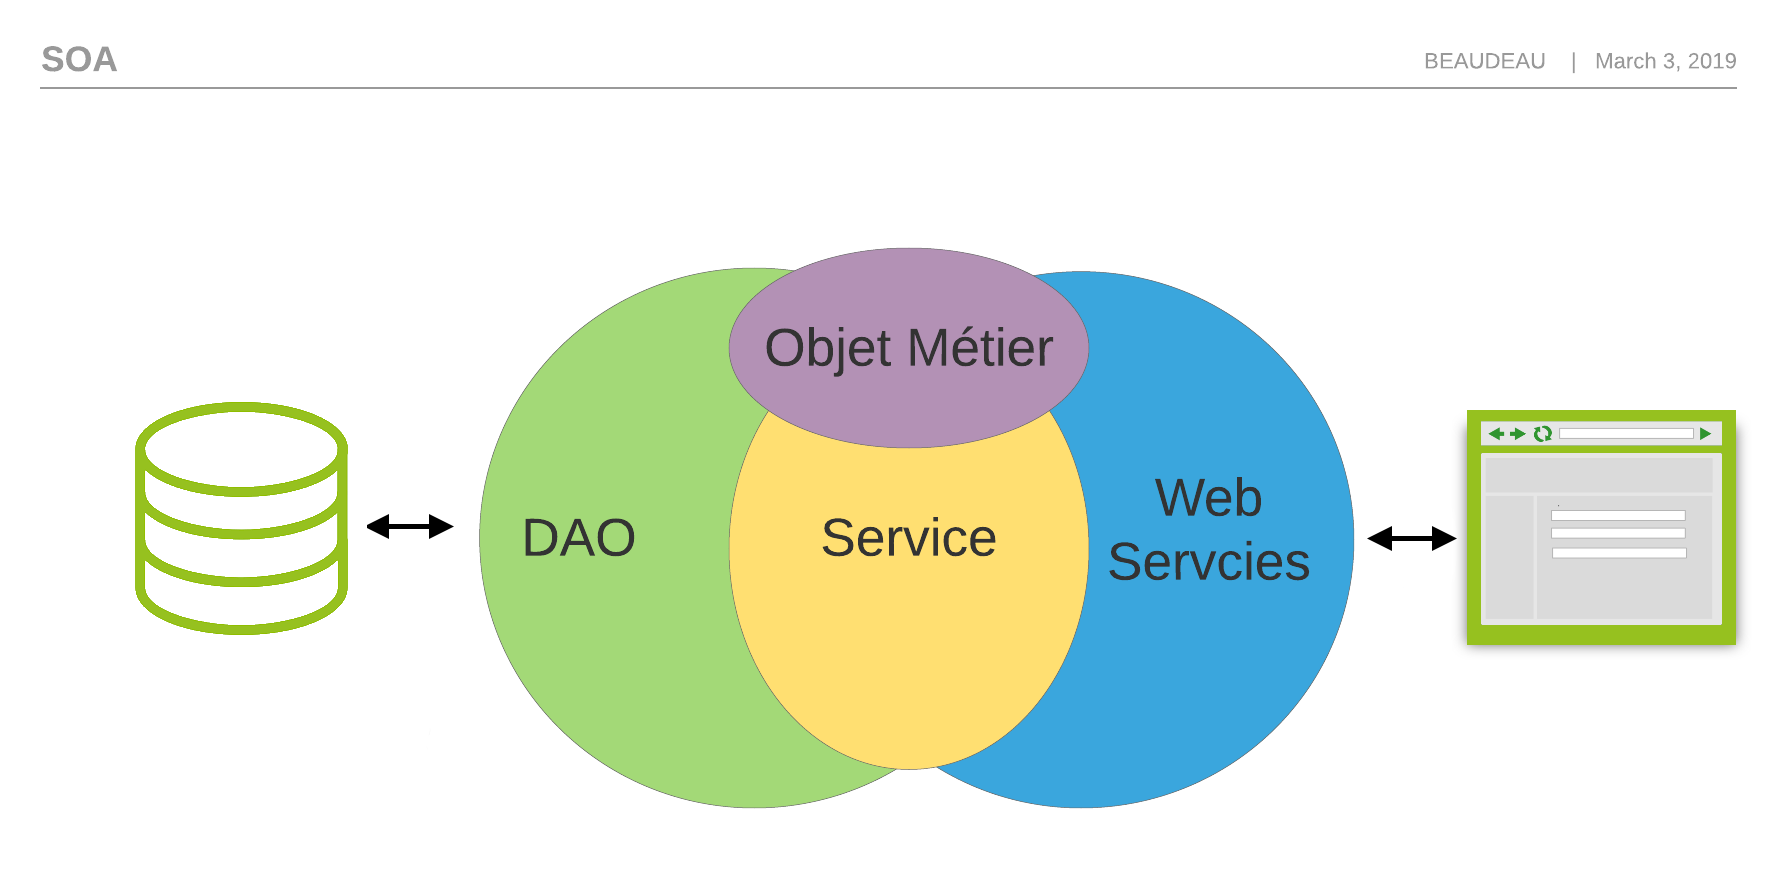 SOA
BEAUDEAU | March 3, 2019
Objet Métier
DAO
Service
Web
Servcies